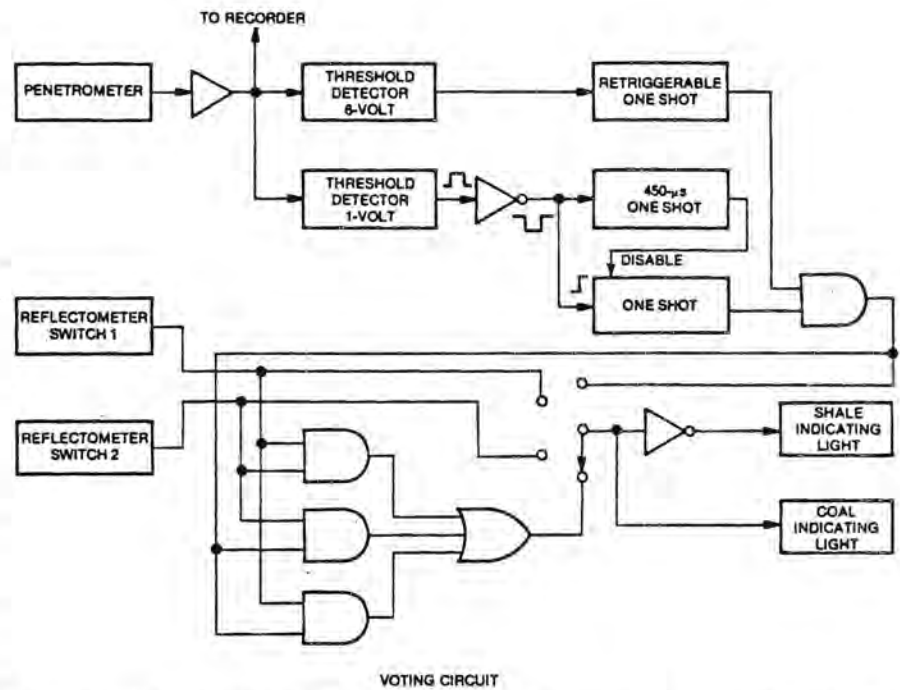 TO RECORDER
PENETROMETER
THRESHOLD
DETECTOR
6-VOLT
RETRIGGERABLE
ONE SHOT
THRESHOLD
DETECTOR
1-VOLT
450-μs
ONE SHOT
DISABLE
ONE SHOT
REFLECTOMETER
SWITCH 1
REFLECTOMETER
SWITCH 2
SHALE
INDICATING
LIGHT
COAL
INDICATING
LIGHT
VOTING CIRCUIT